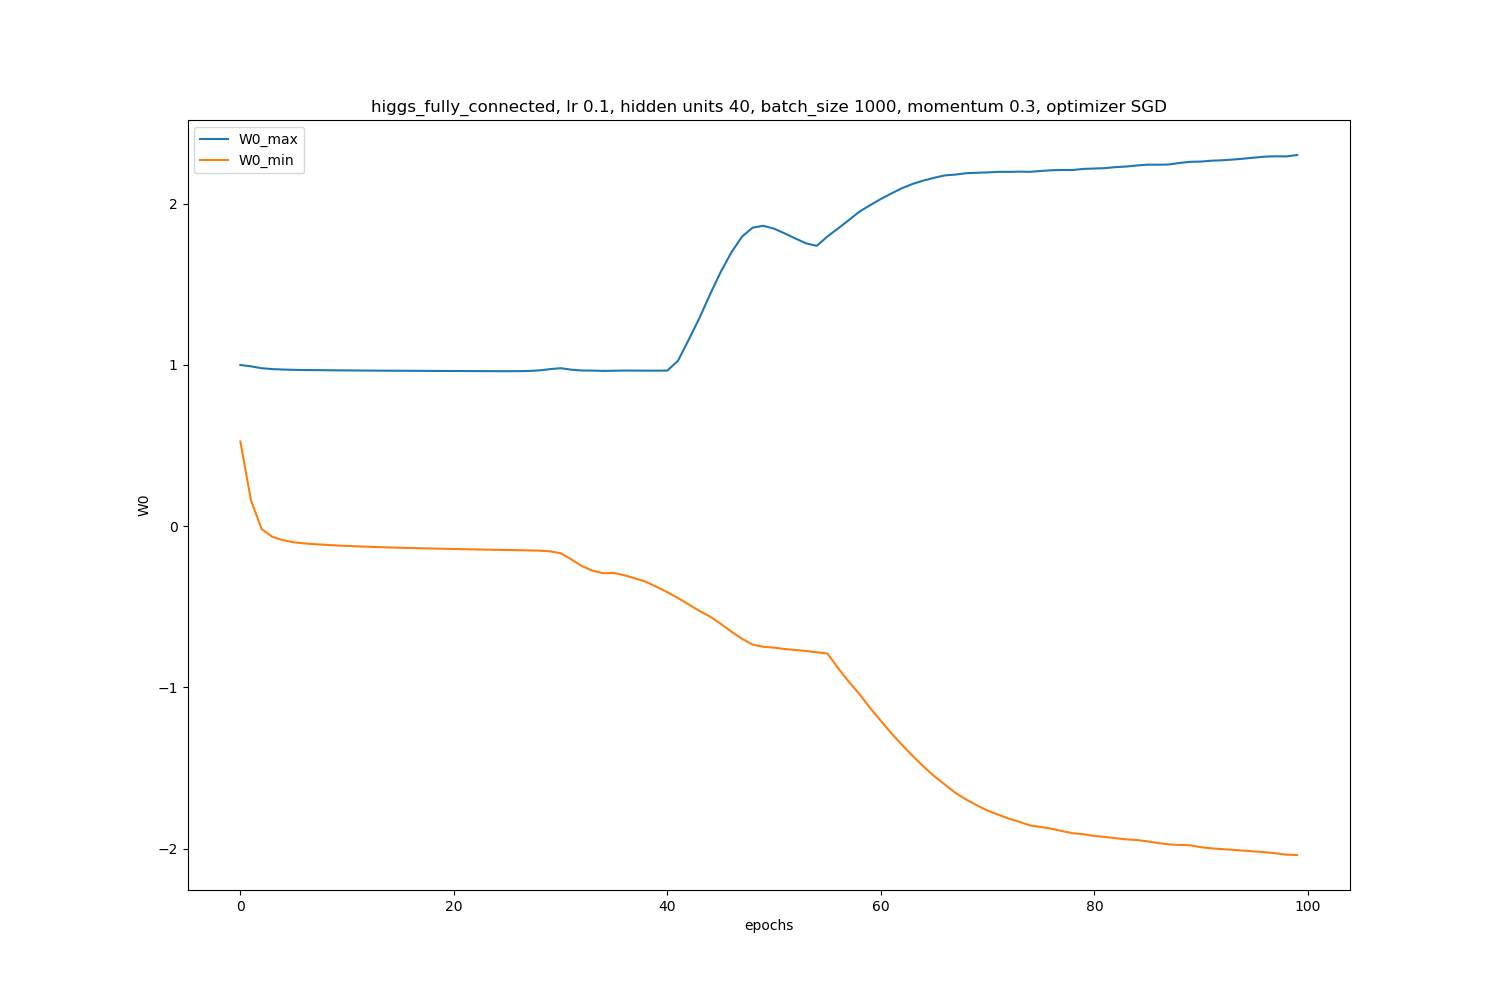 higgs_fully_connected, lr 0.1, hidden units 40, batch_size 1000, momentum 0.3, optimizer SGD
W0_max
W0_min
2
1
0
−1
−2
W0
0 20 40 60 80 100
epochs